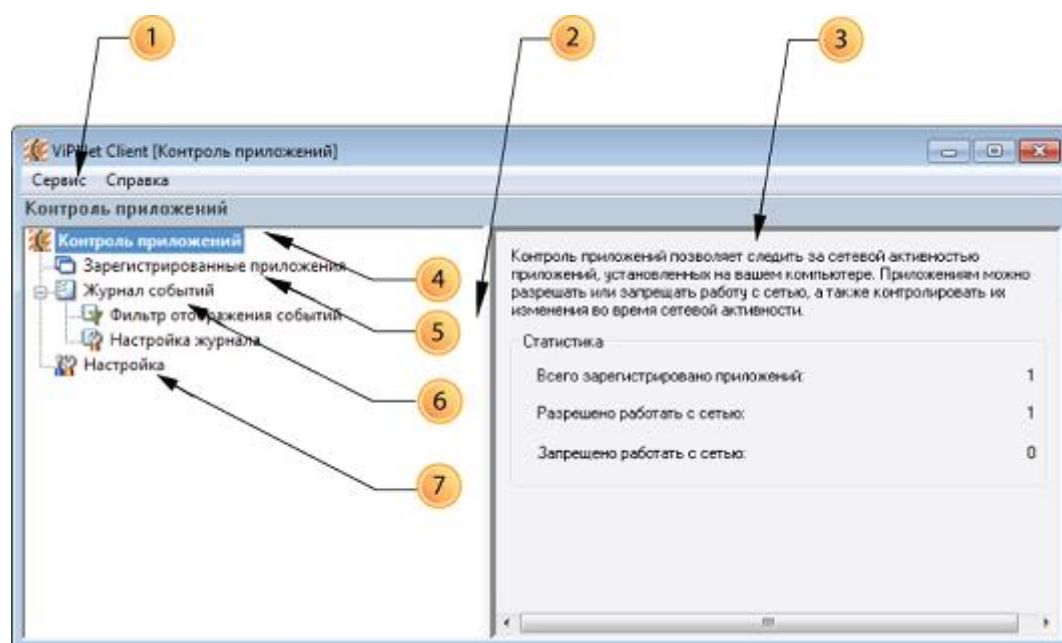 1
2
3
ViPNet Client [Контроль приложений]
Сервис Справка
Контроль приложений
Контроль приложений
Зарегистрированные приложения
Журнал событий
Фильтр отображения событий
Настройка журнала
Настройка
4
5
6
7
Контроль приложений позволяет следить за сетевой активностью
приложений, установленных на вашем компьютере. Приложениям можно
разрешать или запрещать работу с сетью, а также контролировать их
изменения во время сетевой активности.
Статистика
Всего зарегистрировано приложений: 1
Разрешено работать с сетью: 1
Запрещено работать с сетью: 0